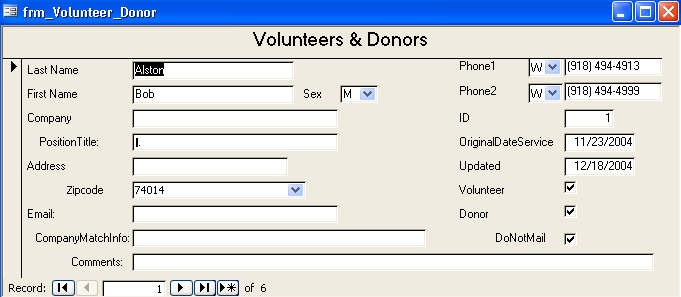 frm_Volunteer_Donor
Volunteers & Donors
Last Name Alston Phone1 W (918) 494-4913
First Name Bob Sex M Phone2 W (918) 494-4999
Company ID 1
PositionTitle: OriginalDateService 11/23/2004
Address Updated 12/18/2004
Zipcode 74014 Volunteer
Email: Donor
CompanyMatchInfo: DoNotMail
Comments:
Record: 1 of 6